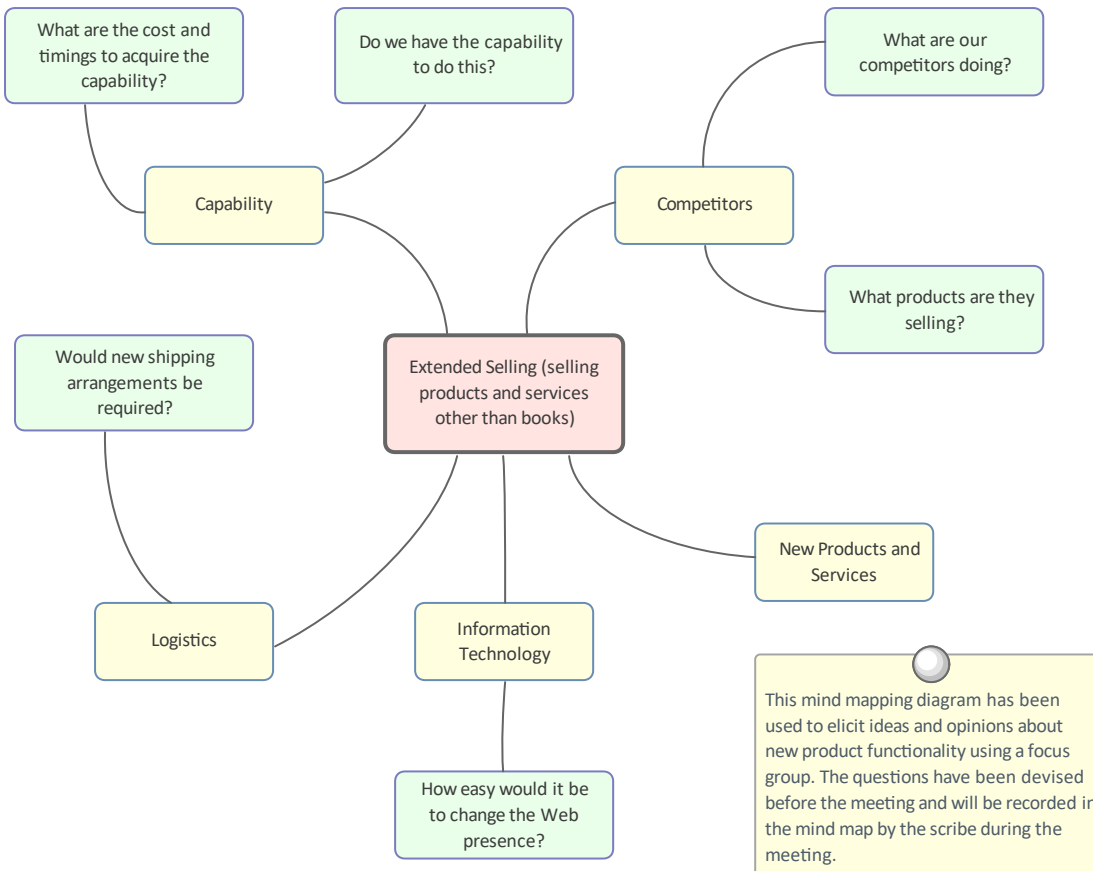 What are the cost and
timings to acquire the
capability?
Do we have the capability
to do this?
What are our
competitors doing?
Capability
Competitors
What products are they
selling?
Would new shipping
arrangements be
required?
Extended Selling (selling
products and services
other than books)
New Products and
Services
Logistics
Information
Technology
How easy would it be
to change the Web
presence?
This mind mapping diagram has been
used to elicit ideas and opinions about
new product functionality using a focus
group. The questions have been devised
before the meeting and will be recorded in
the mind map by the scribe during the
meeting.